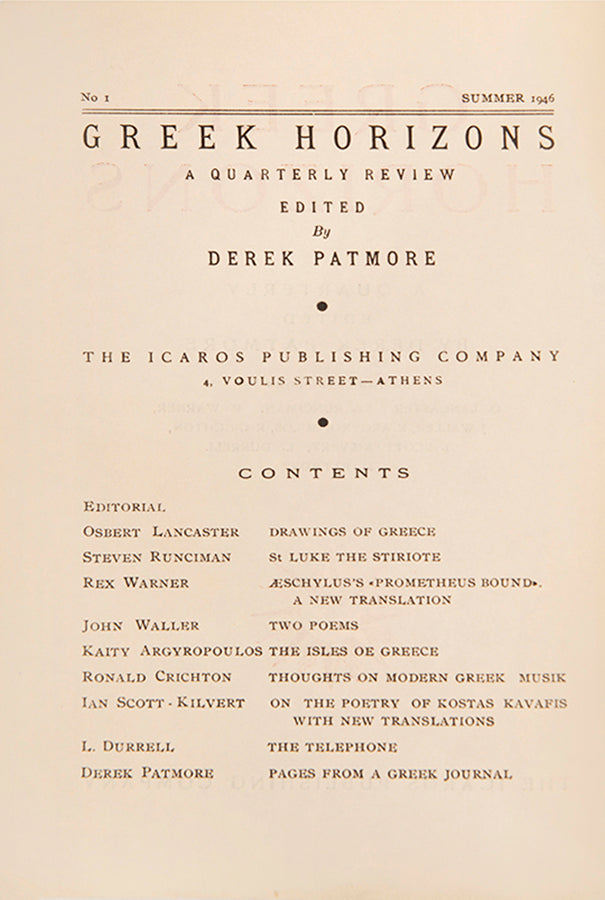 No 1 SUMMER 1946
GREEK HORIZONS
A QUARTERLY REVIEW
EDITED
By
DEREK PATMORE
THE ICAROS PUBLISHING COMPANY
4, VOULIS STREET—ATHENS
CONTENTS
EDITORIAL
OSBERT LANCASTER DRAWINGS OF GREECE
STEVEN RUNCIMAN St LUKE THE STIRIOTE
REX WARNER ÆSCHYLUS'S «PROMETHEUS BOUND».
A NEW TRANSLATION
JOHN WALLER TWO POEMS
KAITY ARGYROPOULOS THE ISLES OE GREECE
RONALD CRICHTON THOUGHTS ON MODERN GREEK MUSIK
IAN SCOTT-KILVERT ON THE POETRY OF KOSTAS KAVAFIS
WITH NEW TRANSLATIONS
L. DURRELL THE TELEPHONE
DEREK PATMORE PAGES FROM A GREEK JOURNAL